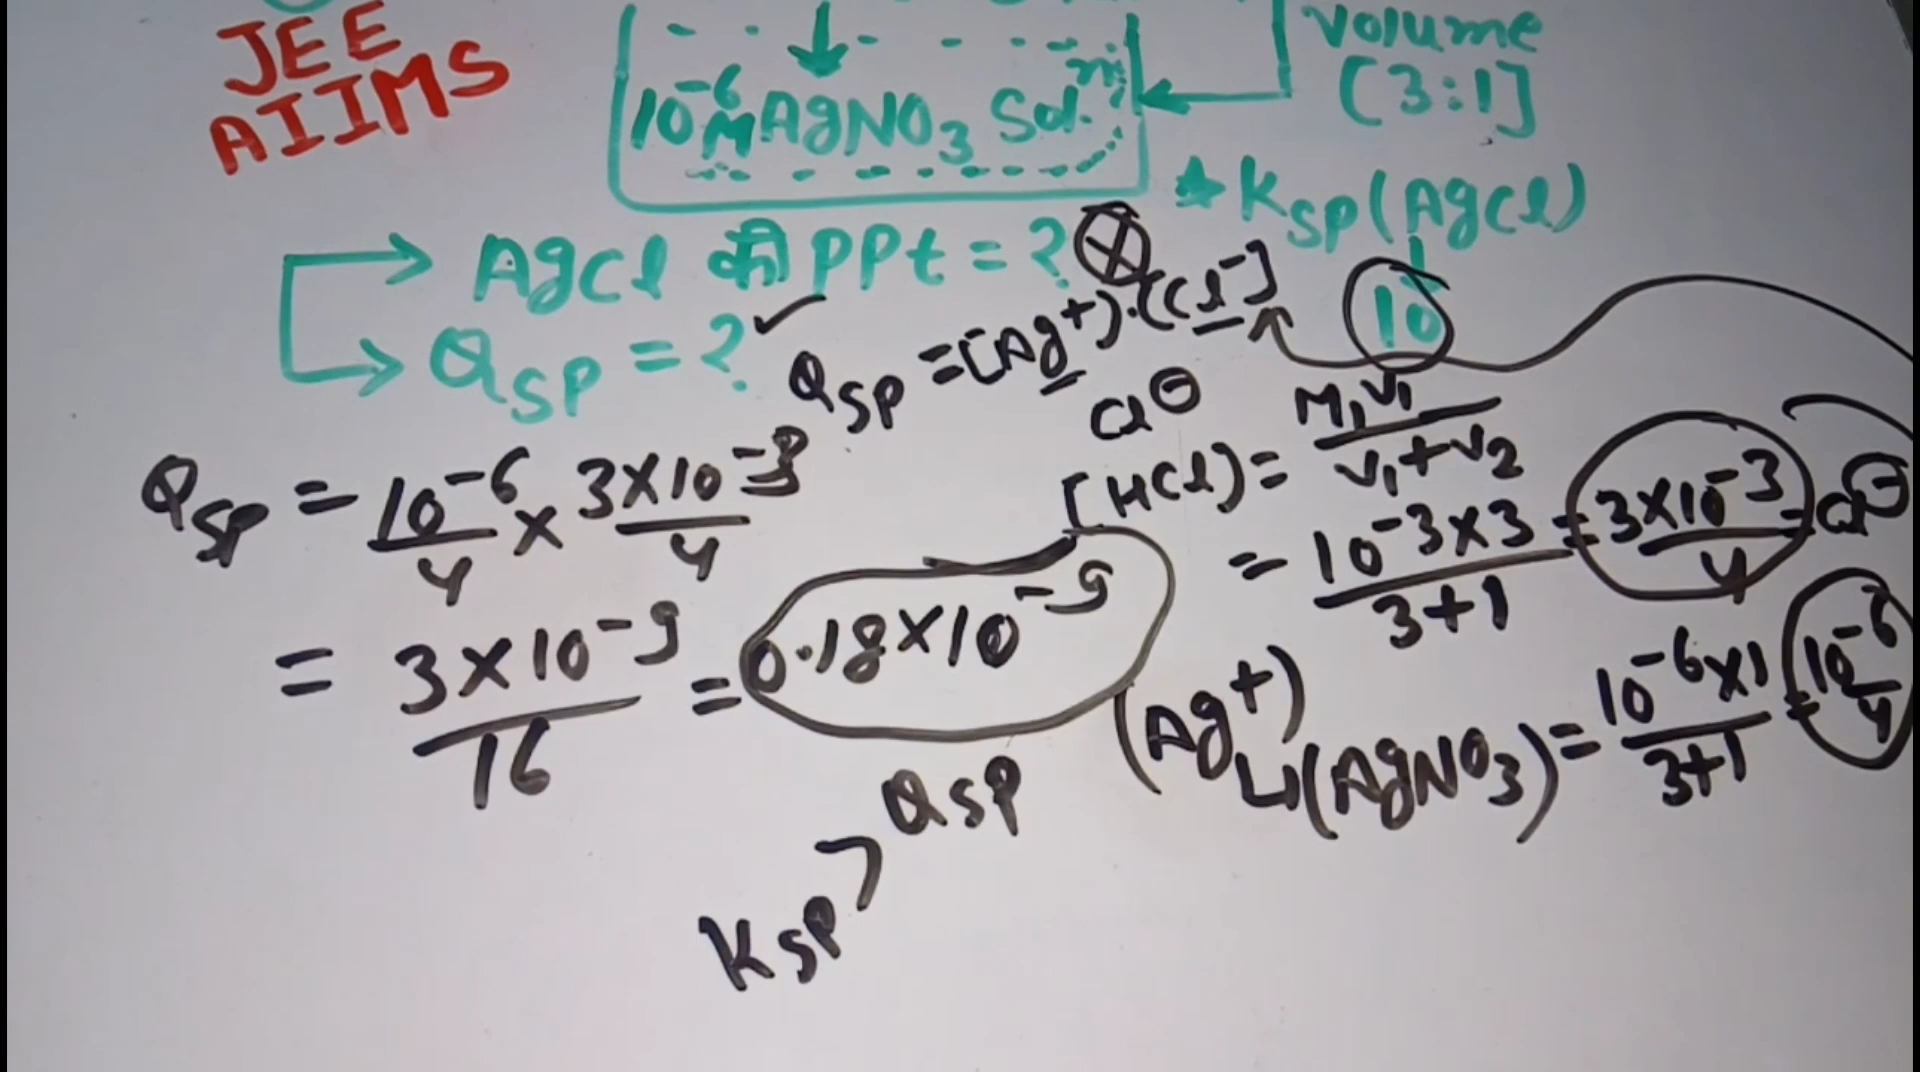 JEE
AIIMS
10⁻⁶ M AgNO₃ Sol.
Volume
[3:1]
* Ksp(AgCl)
10
AgCl की PPt = ?
Qsp = ?
Qsp = [Ag⁺)·(Cl⁻]
Cl⊖
[HCl) = M₁V₁ / V₁+V₂
= 10⁻³×3 / 3+1 = 3×10⁻³ / 4 = Cl⊖
Qsp = 10⁻⁶/4 × 3×10⁻³/4
= 3×10⁻⁹ / 16 = 0.18×10⁻⁹
(Ag⁺)
(AgNO₃) = 10⁻⁶×1 / 3+1 = 10⁻⁶ / 4
Ksp > Qsp